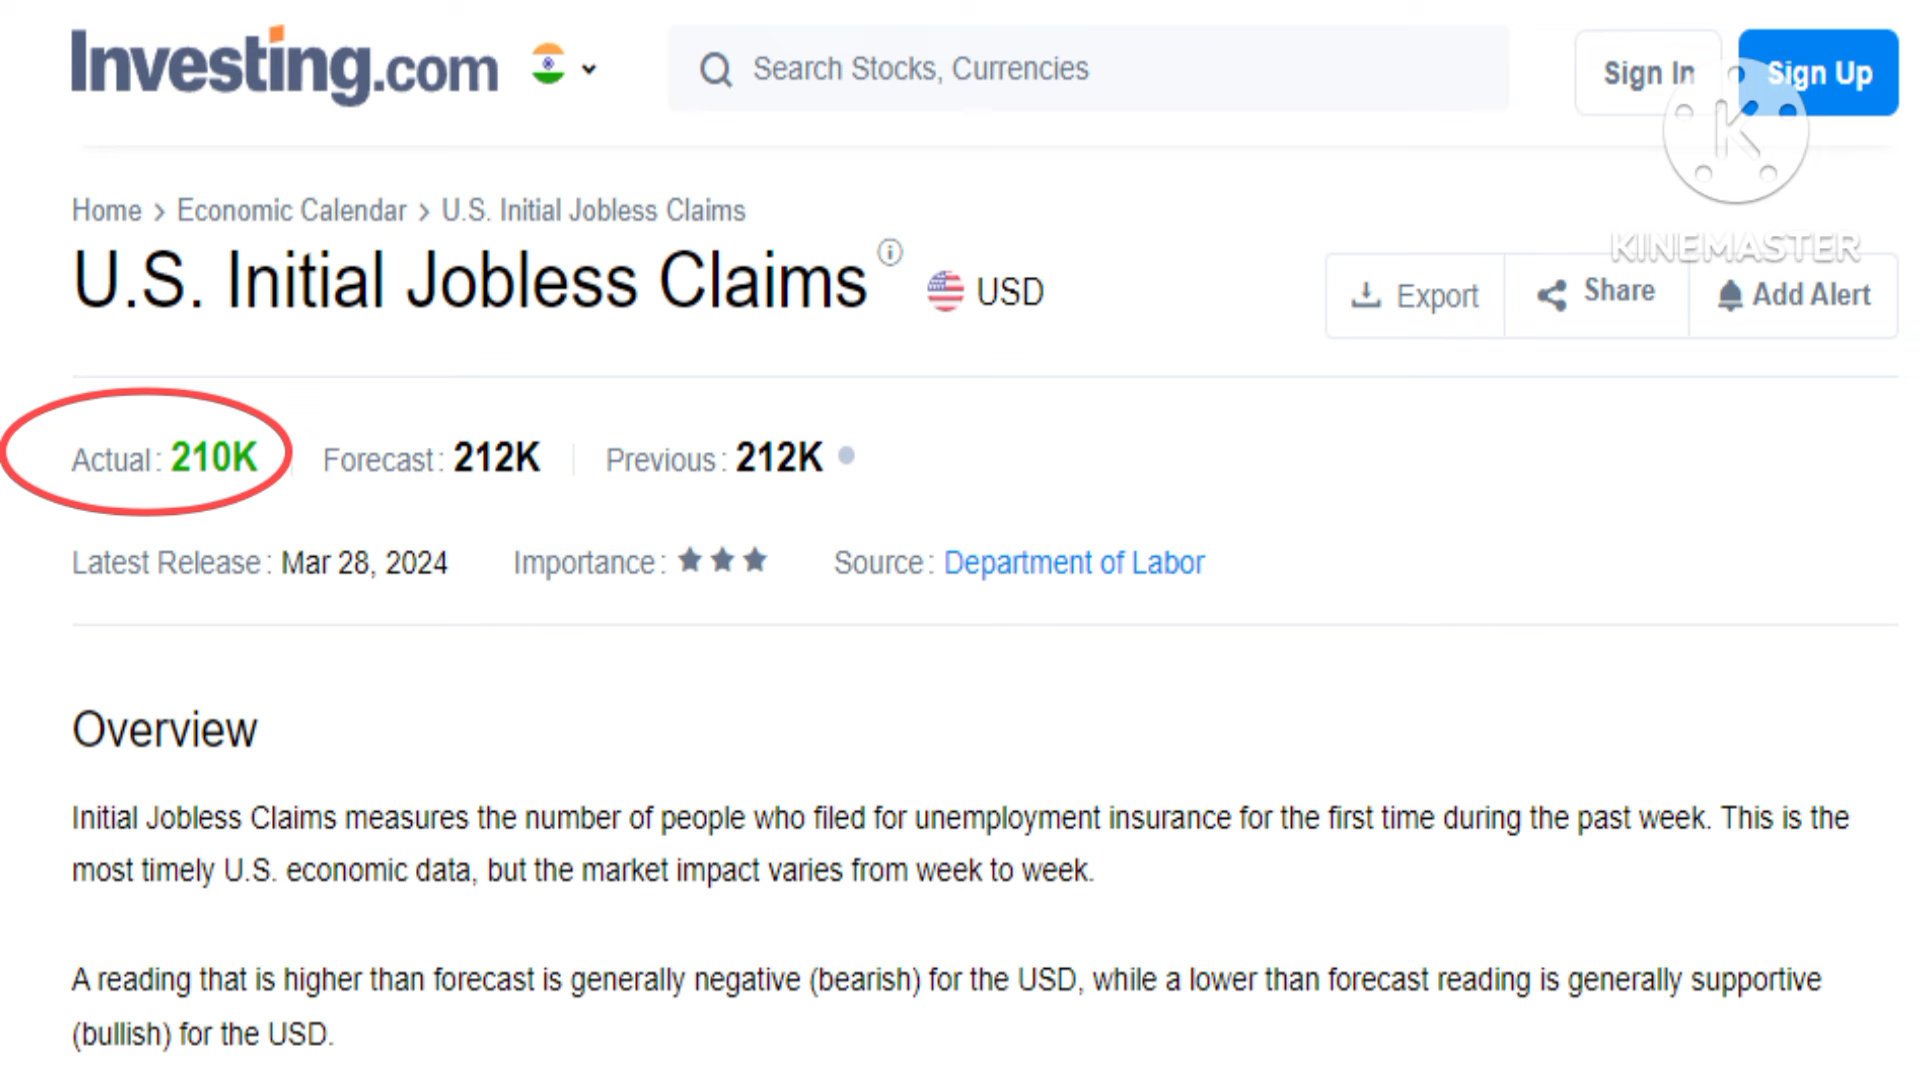 Investing.com
Search Stocks, Currencies
Sign In
Sign Up
K
KINEMASTER
Home > Economic Calendar > U.S. Initial Jobless Claims
U.S. Initial Jobless Claims
USD
Export
Share
Add Alert
Actual: 210K
Forecast: 212K
Previous: 212K
Latest Release: Mar 28, 2024
Importance:
Source: Department of Labor
Overview
Initial Jobless Claims measures the number of people who filed for unemployment insurance for the first time during the past week. This is the
most timely U.S. economic data, but the market impact varies from week to week.
A reading that is higher than forecast is generally negative (bearish) for the USD, while a lower than forecast reading is generally supportive
(bullish) for the USD.